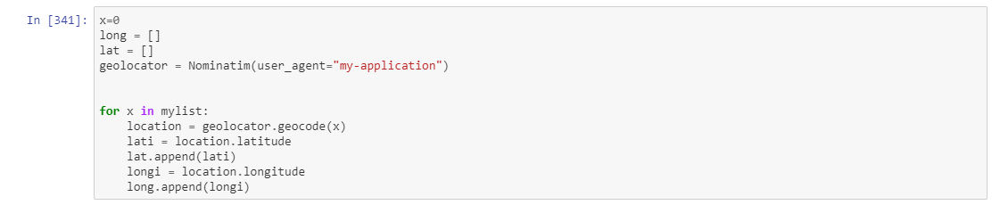 In [341]: x=0
long = []
lat = []
geolocator = Nominatim(user_agent="my-application")
for x in mylist:
    location = geolocator.geocode(x)
    lati = location.latitude
    lat.append(lati)
    longi = location.longitude
    long.append(longi)